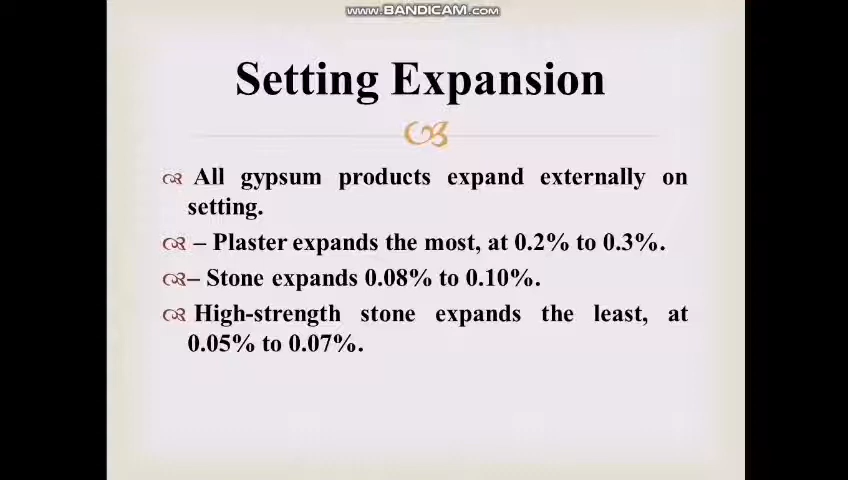 www.BANDICAM.com
Setting Expansion
All gypsum products expand externally on
setting.
– Plaster expands the most, at 0.2% to 0.3%.
– Stone expands 0.08% to 0.10%.
High-strength stone expands the least, at
0.05% to 0.07%.